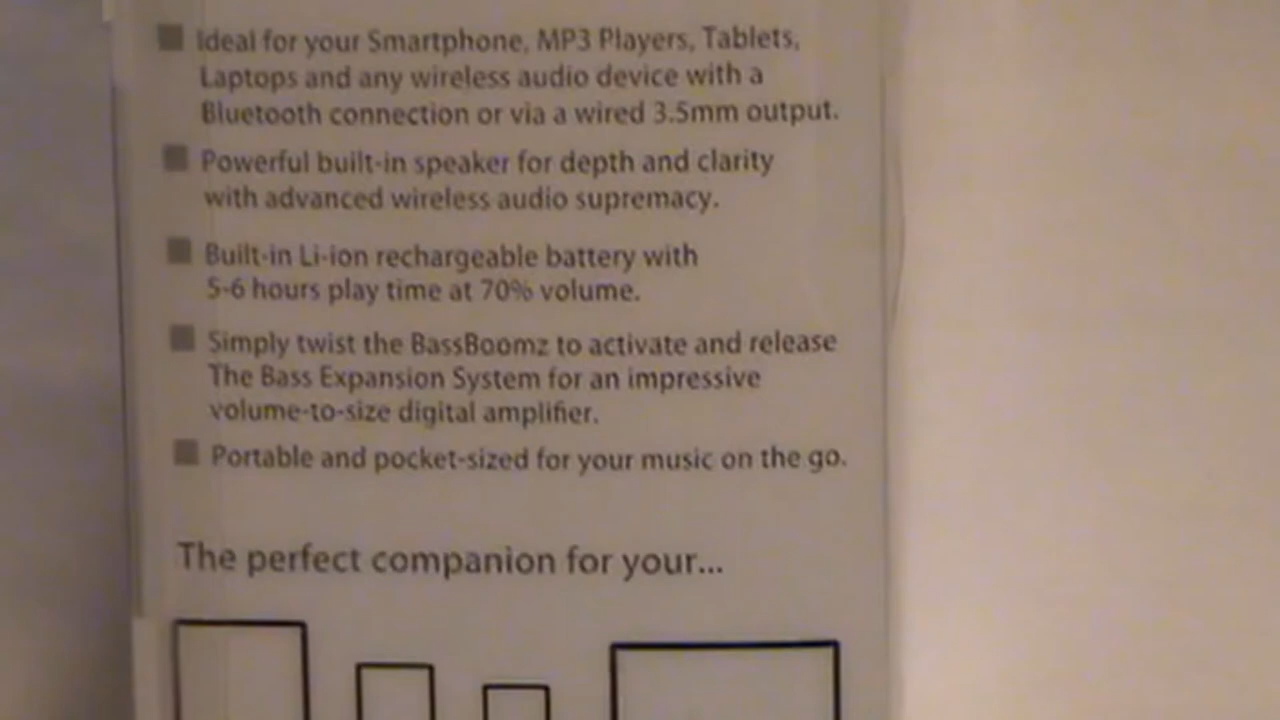 Ideal for your Smartphone, MP3 Players, Tablets,
Laptops and any wireless audio device with a
Bluetooth connection or via a wired 3.5mm output.
Powerful built-in speaker for depth and clarity
with advanced wireless audio supremacy.
Built-in Li-ion rechargeable battery with
5-6 hours play time at 70% volume.
Simply twist the BassBoomz to activate and release
The Bass Expansion System for an impressive
volume-to-size digital amplifier.
Portable and pocket-sized for your music on the go.
The perfect companion for your...